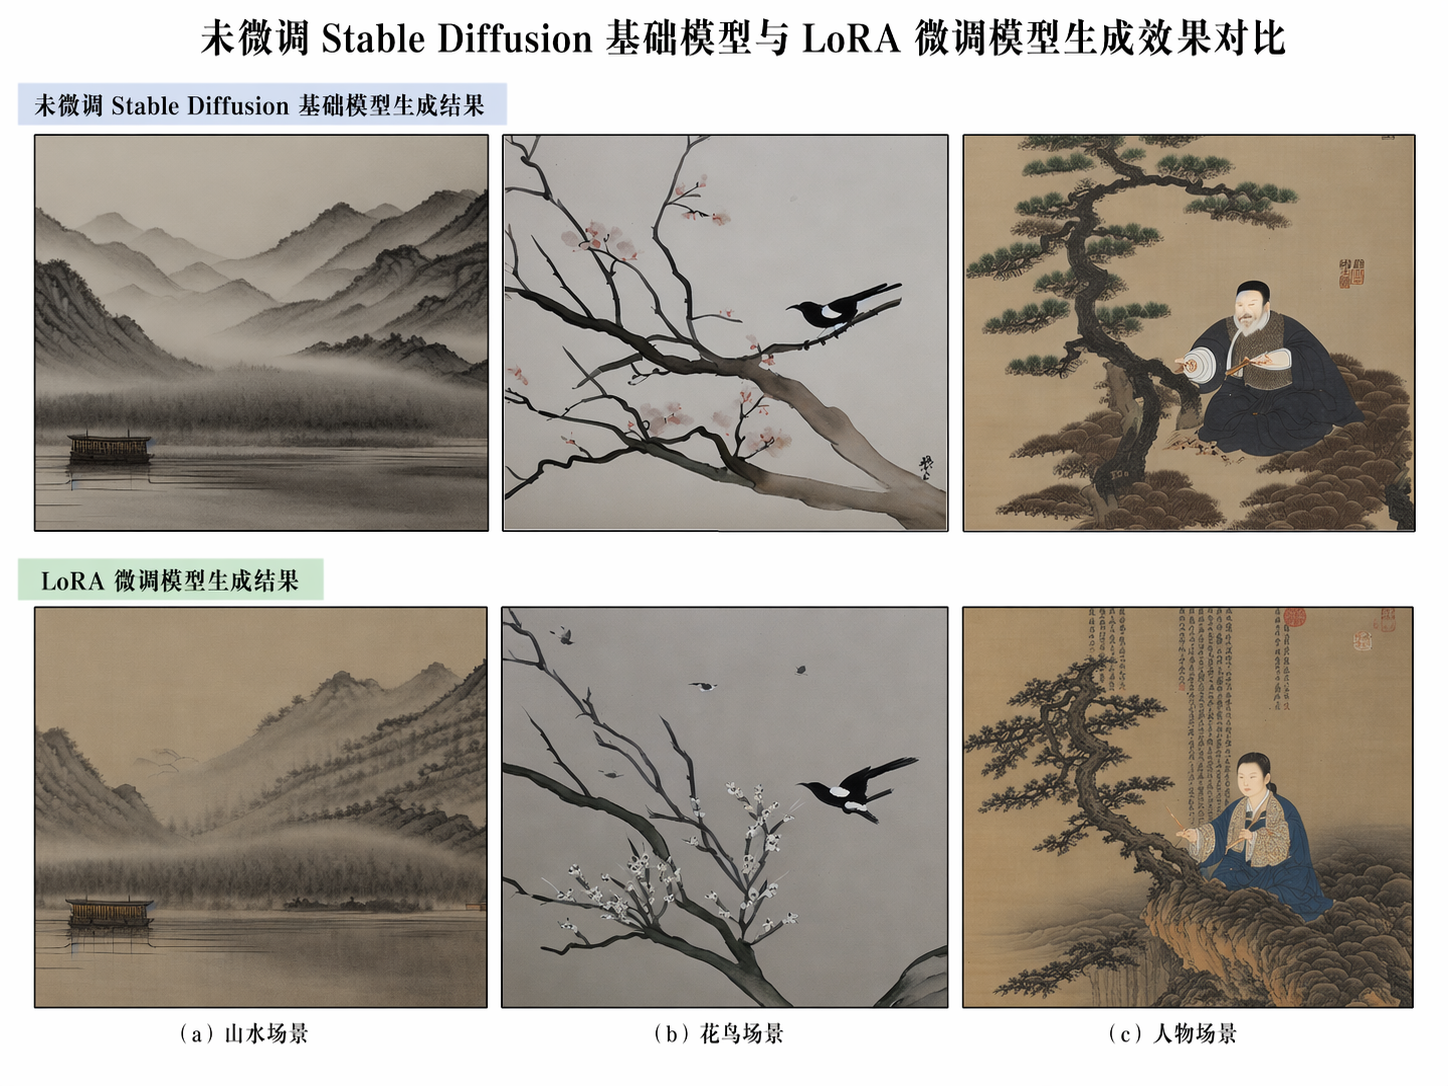 未微调 Stable Diffusion 基础模型与 LoRA 微调模型生成效果对比
未微调 Stable Diffusion 基础模型生成结果
LoRA 微调模型生成结果
（a）山水场景
（b）花鸟场景
（c）人物场景